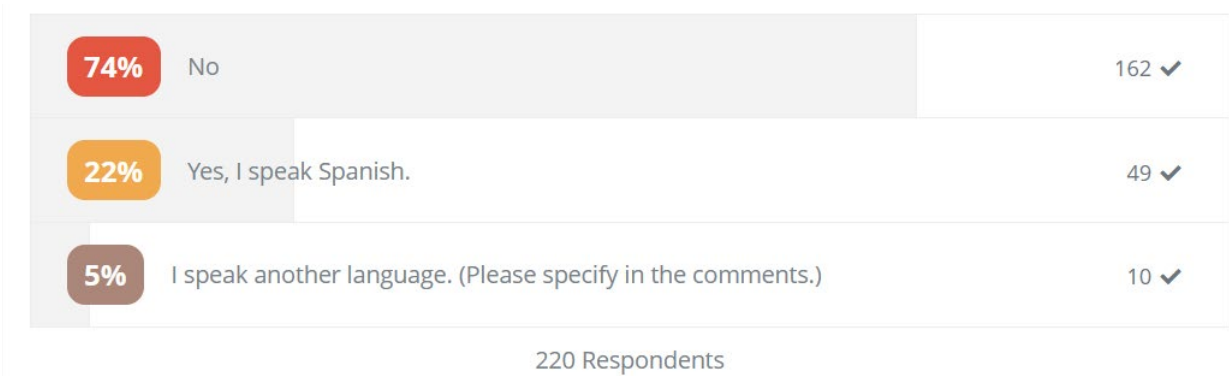 74% No 162 ✔
22% Yes, I speak Spanish. 49 ✔
5% I speak another language. (Please specify in the comments.) 10 ✔
220 Respondents